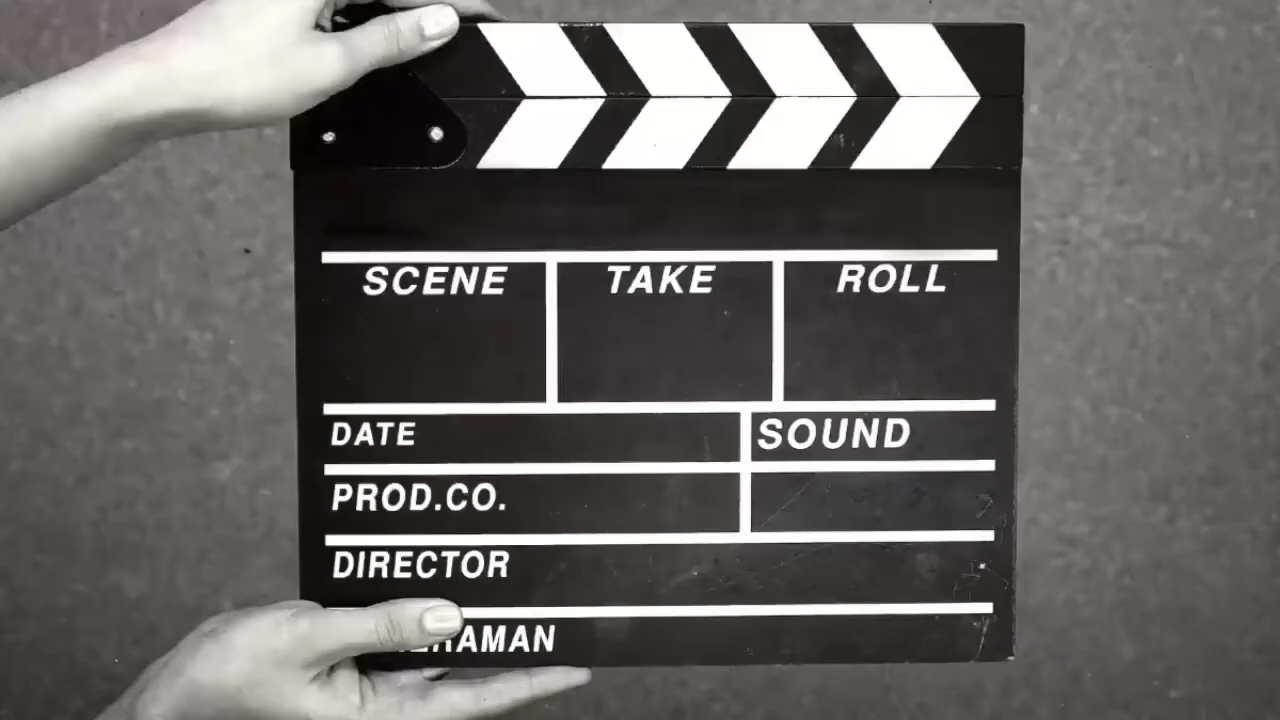 SCENE TAKE ROLL
DATE SOUND
PROD.CO.
DIRECTOR